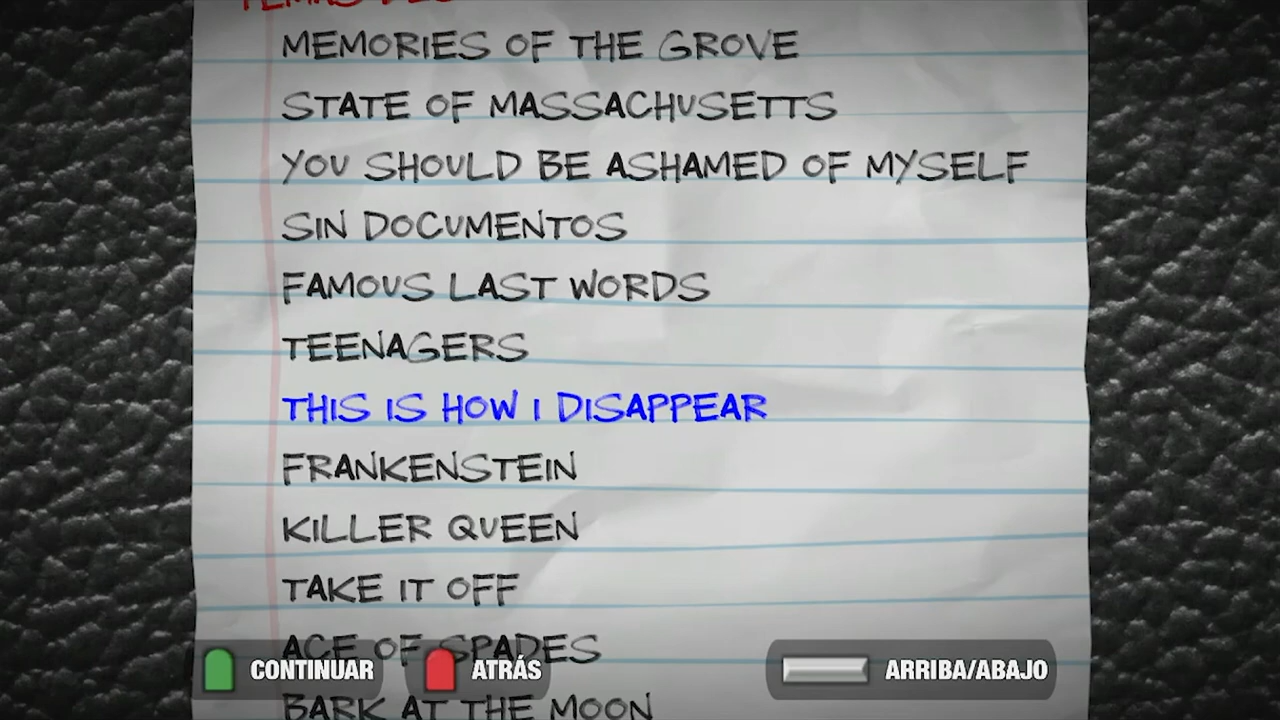 MEMORIES OF THE GROVE
STATE OF MASSACHUSETTS
YOU SHOULD BE ASHAMED OF MYSELF
SIN DOCUMENTOS
FAMOUS LAST WORDS
TEENAGERS
THIS IS HOW I DISAPPEAR
FRANKENSTEIN
KILLER QUEEN
TAKE IT OFF
ACE OF SPADES
CONTINUAR ATRÁS ARRIBA/ABAJO
BARK AT THE MOON